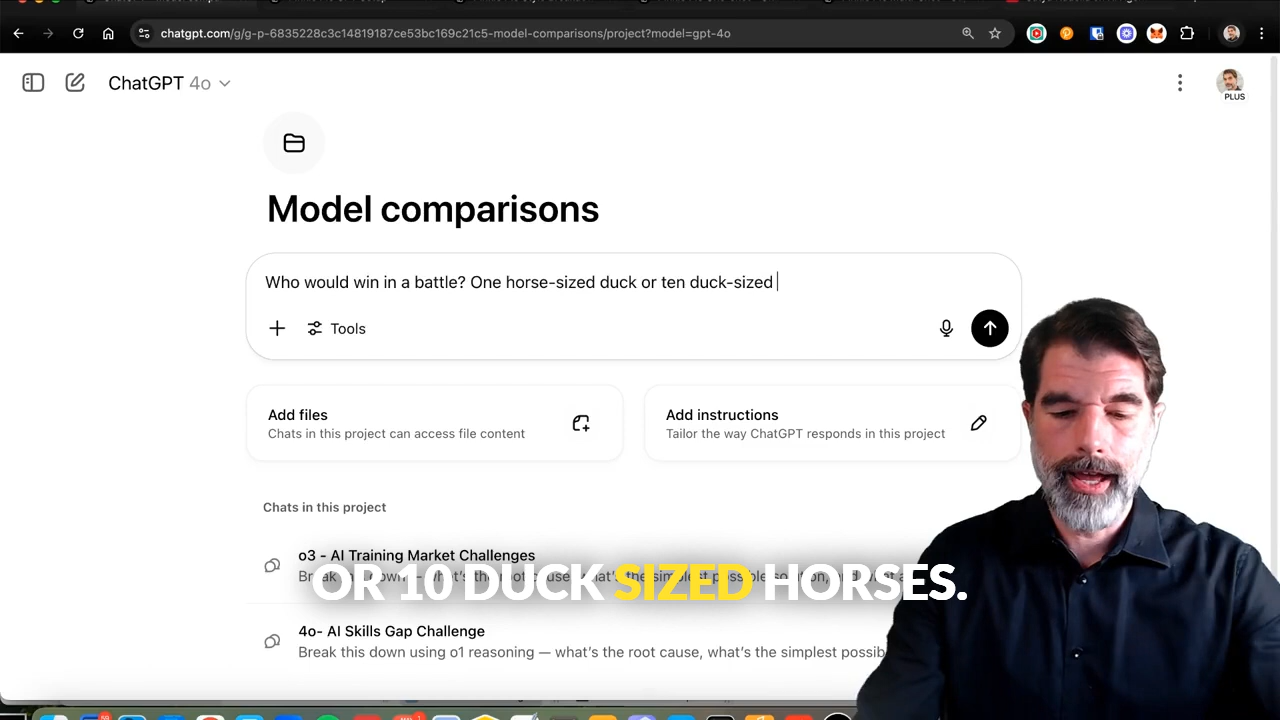 chatgpt.com/g/g-p-6835228c3c14819187ce53bc169c21c5-model-comparisons/project?model=gpt-4o
ChatGPT 4o
PLUS
Model comparisons
Who would win in a battle? One horse-sized duck or ten duck-sized
Tools
Add files
Chats in this project can access file content
Add instructions
Tailor the way ChatGPT responds in this project
Chats in this project
o3 - AI Training Market Challenges
OR 10 DUCK SIZED HORSES.
4o- AI Skills Gap Challenge
Break this down using o1 reasoning — what's the root cause, what's the simplest